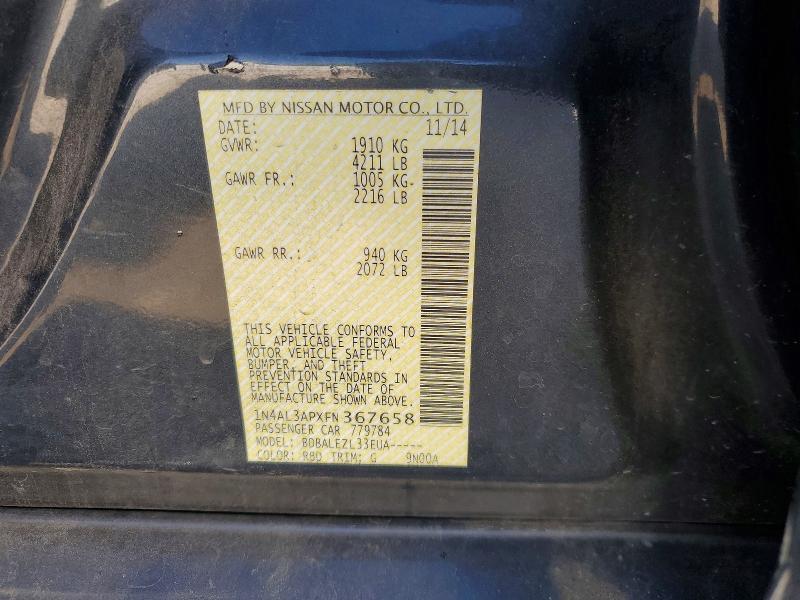 MFD BY NISSAN MOTOR CO., LTD.
DATE: 11/14
GVWR: 1910 KG
4211 LB
GAWR FR.: 1005 KG
2216 LB
GAWR RR.: 940 KG
2072 LB
THIS VEHICLE CONFORMS TO
ALL APPLICABLE FEDERAL
MOTOR VEHICLE SAFETY,
BUMPER, AND THEFT
PREVENTION STANDARDS IN
EFFECT ON THE DATE OF
MANUFACTURE SHOWN ABOVE.
1N4AL3APXFN367658
PASSENGER CAR 779784
MODEL: BDBALEZL33EUA-----
COLOR: RBD TRIM; G 9N00A